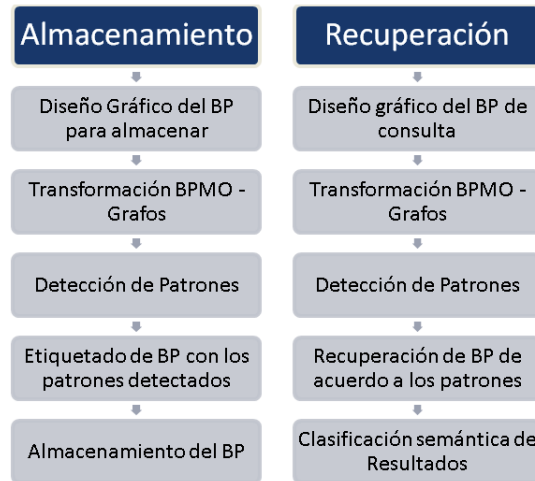 Almacenamiento
Diseño Gráfico del BP
para almacenar
Transformación BPMO -
Grafos
Detección de Patrones
Etiquetado de BP con los
patrones detectados
Almacenamiento del BP
Recuperación
Diseño gráfico del BP de
consulta
Transformación BPMO -
Grafos
Detección de Patrones
Recuperación de BP de
acuerdo a los patrones
Clasificación semántica de
Resultados